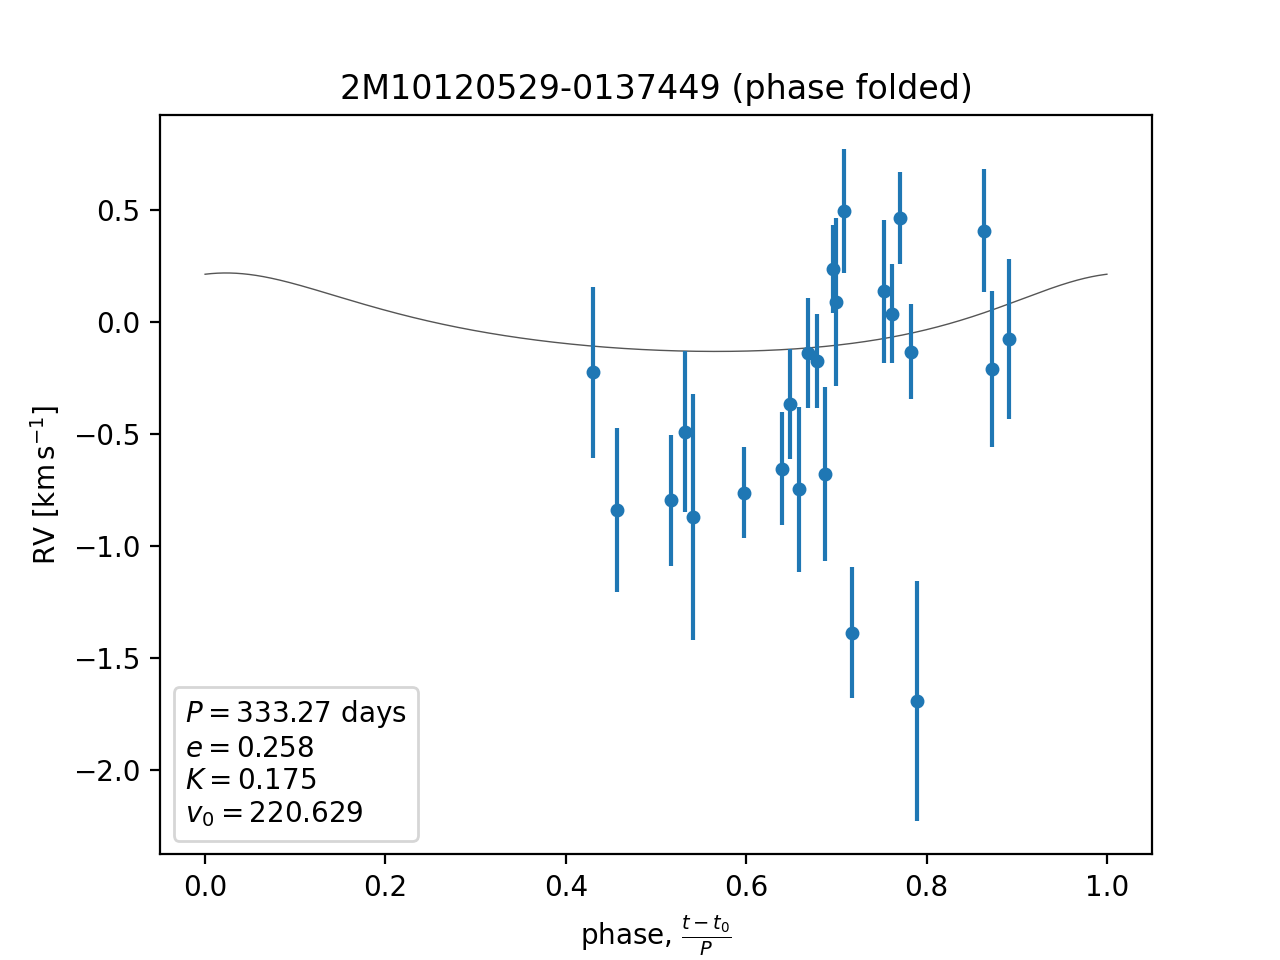 2M10120529-0137449 (phase folded)
0.5
0.0
−0.5
−1.0
−1.5
−2.0
RV [km s⁻¹]
P = 333.27 days
e = 0.258
K = 0.175
v₀ = 220.629
0.0 0.2 0.4 0.6 0.8 1.0
phase, (t − t₀)/P